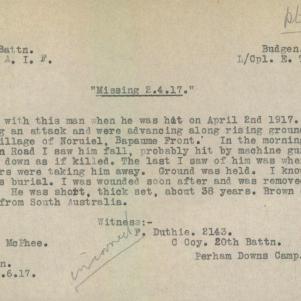 Battn.
Budgen,
A. I. F.
L/Cpl. E. T
"Missing 2.4.17."
with this man when he was hit on April 2nd 1917.
g an attack and were advancing along rising ground
illage of Noruiel, Bapaume Front. In the morning
n Road I saw him fall, probably hit by machine gun
down as if killed. The last I saw of him was when
ers were taking him away. Ground was held. I know
s burial. I was wounded soon after and was removed
He was short, thick set, about 38 years. Brown
from South Australia.
Witness:-
F. Duthie. 2143.
McPhee.
C Coy. 20th Battn.
n.
Perham Downs Camp.
.6.17.